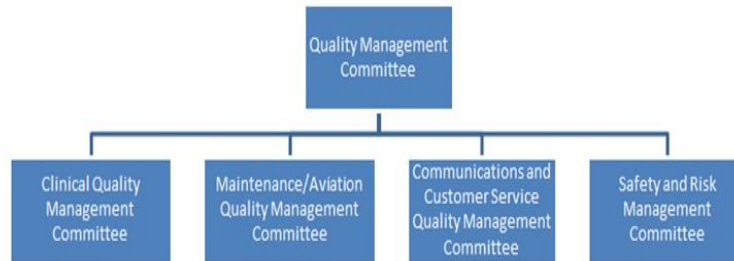 Quality Management
Committee
Clinical Quality
Management
Committee
Maintenance/Aviation
Quality Management
Committee
Communications and
Customer Service
Quality Management
Committee
Safety and Risk
Management
Committee